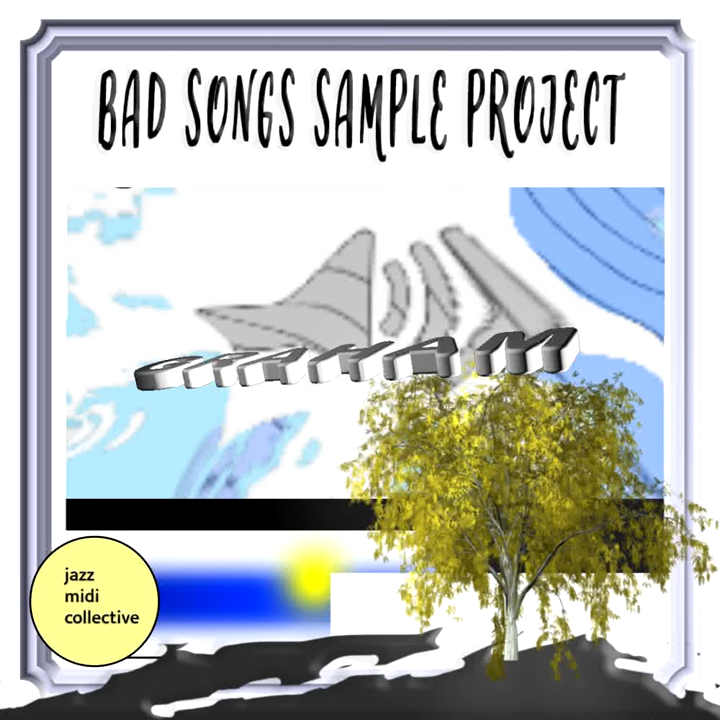 BAD SONGS SAMPLE PROJECT
GRAHAM
jazz
midi
collective